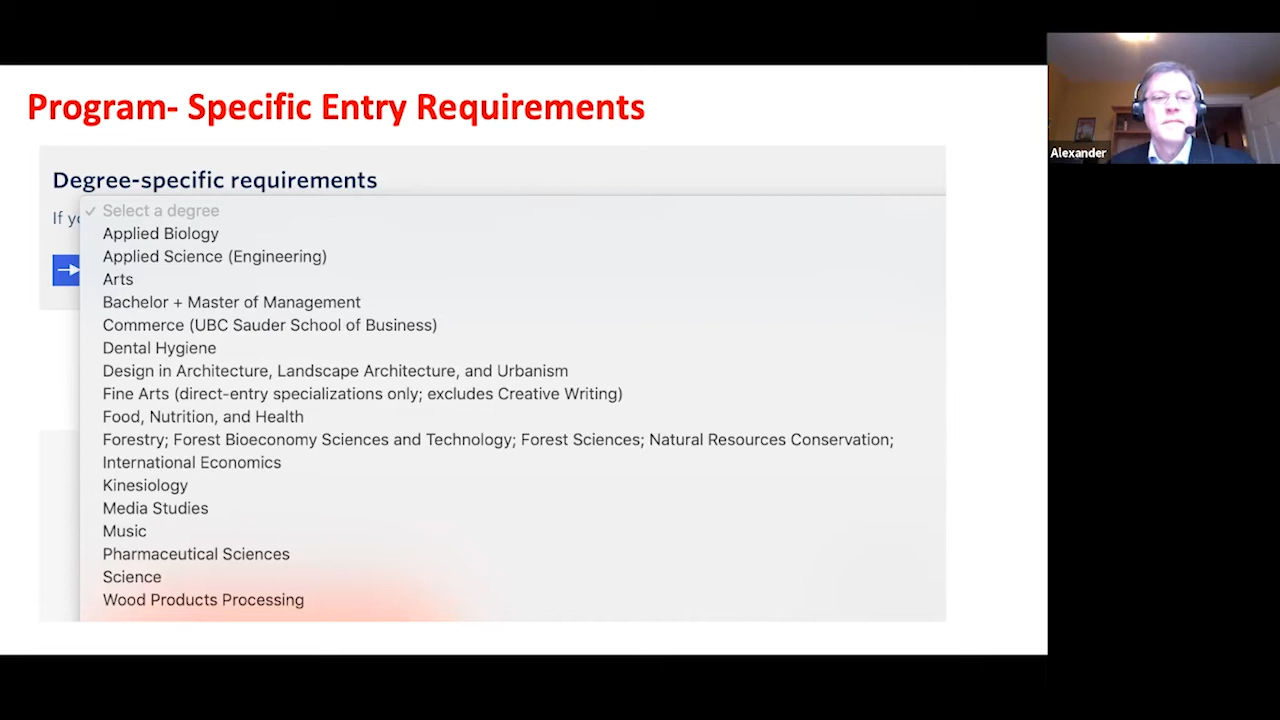 Program- Specific Entry Requirements
Alexander
Degree-specific requirements
If yo
✓ Select a degree
Applied Biology
Applied Science (Engineering)
Arts
Bachelor + Master of Management
Commerce (UBC Sauder School of Business)
Dental Hygiene
Design in Architecture, Landscape Architecture, and Urbanism
Fine Arts (direct-entry specializations only; excludes Creative Writing)
Food, Nutrition, and Health
Forestry; Forest Bioeconomy Sciences and Technology; Forest Sciences; Natural Resources Conservation;
International Economics
Kinesiology
Media Studies
Music
Pharmaceutical Sciences
Science
Wood Products Processing